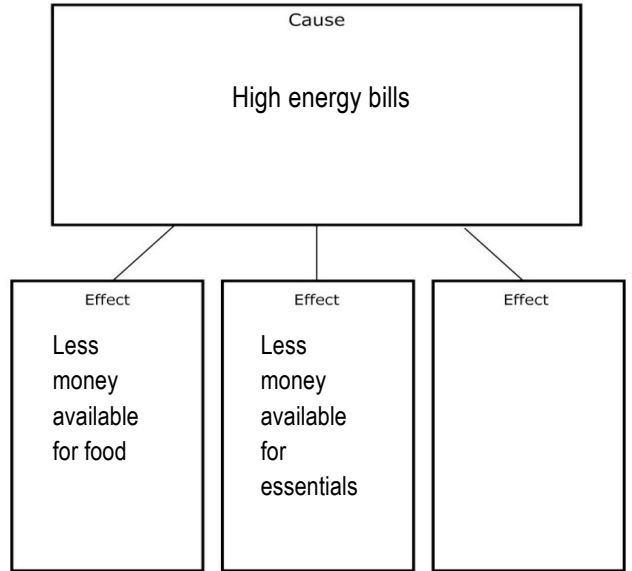 Cause
High energy bills
Effect
Less
money
available
for food
Effect
Less
money
available
for
essentials
Effect